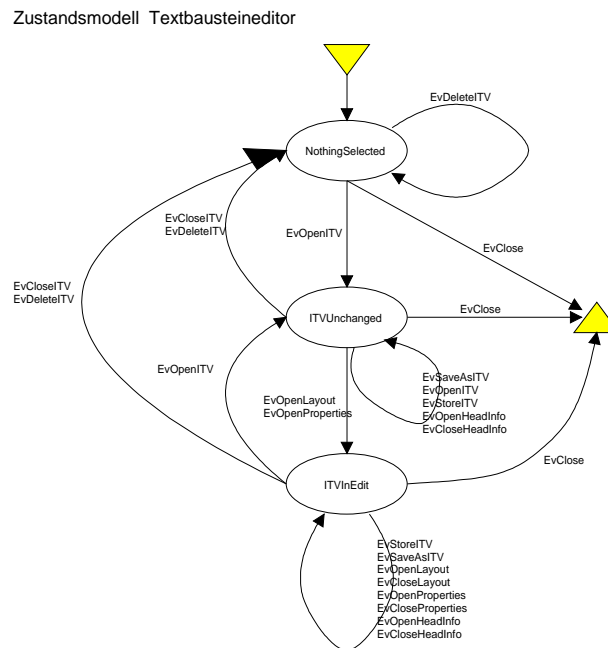 Zustandsmodell Textbausteineditor
EvDeleteITV
NothingSelected
EvCloseITV
EvDeleteITV
EvOpenITV
EvClose
EvCloseITV
EvDeleteITV
ITVUnchanged
EvClose
EvOpenITV
EvOpenLayout
EvOpenProperties
EvSaveAsITV
EvOpenITV
EvStoreITV
EvOpenHeadInfo
EvCloseHeadInfo
EvClose
ITVInEdit
EvStoreITV
EvSaveAsITV
EvOpenLayout
EvCloseLayout
EvOpenProperties
EvCloseProperties
EvOpenHeadInfo
EvCloseHeadInfo